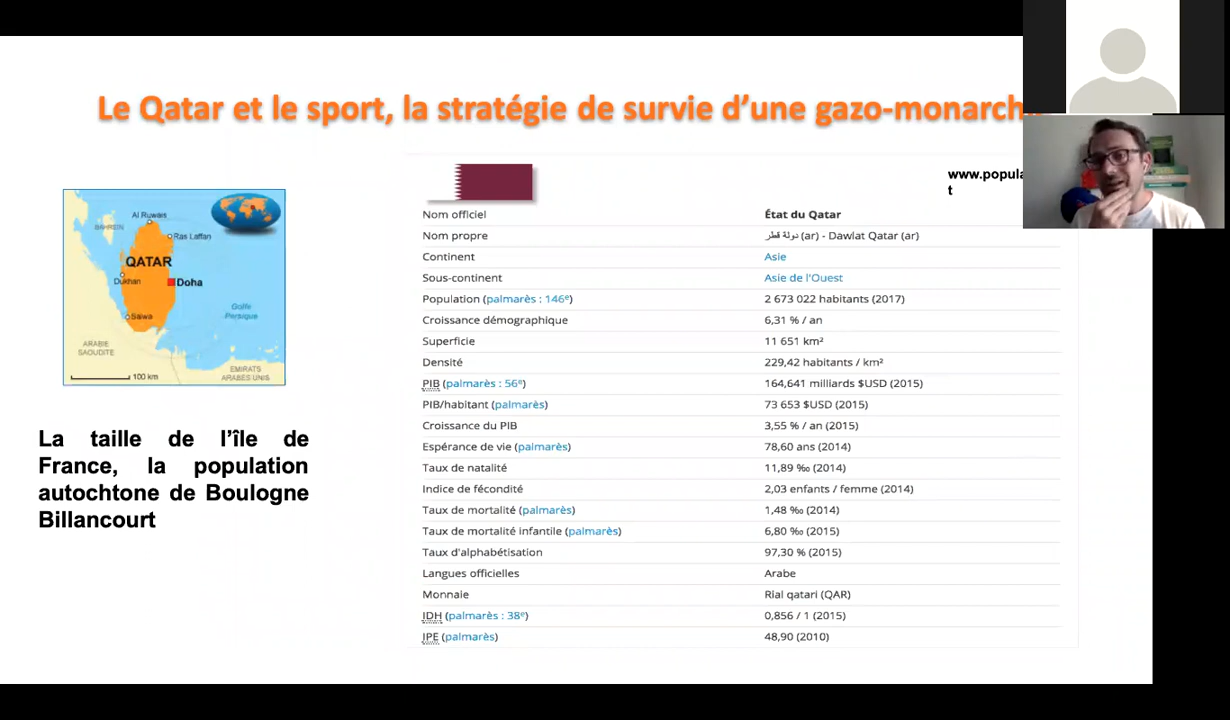 Le Qatar et le sport, la stratégie de survie d’une gazo-monarch
www.popula
t
Al Ruwais
BAHREIN
Ras Laffan
QATAR
Dukhan
Doha
Salwa
Golfe
Persique
ARABIE
SAOUDITE
EMIRATS
ARABES UNIS
100 km
La taille de l’île de
France, la population
autochtone de Boulogne
Billancourt
Nom officiel État du Qatar
Nom propre دولة قطر (ar) - Dawlat Qatar (ar)
Continent Asie
Sous-continent Asie de l'Ouest
Population (palmarès : 146e) 2 673 022 habitants (2017)
Croissance démographique 6,31 % / an
Superficie 11 651 km²
Densité 229,42 habitants / km²
PIB (palmarès : 56e) 164,641 milliards $USD (2015)
PIB/habitant (palmarès) 73 653 $USD (2015)
Croissance du PIB 3,55 % / an (2015)
Espérance de vie (palmarès) 78,60 ans (2014)
Taux de natalité 11,89 ‰ (2014)
Indice de fécondité 2,03 enfants / femme (2014)
Taux de mortalité (palmarès) 1,48 ‰ (2014)
Taux de mortalité infantile (palmarès) 6,80 ‰ (2015)
Taux d'alphabétisation 97,30 % (2015)
Langues officielles Arabe
Monnaie Rial qatari (QAR)
IDH (palmarès : 38e) 0,856 / 1 (2015)
IPE (palmarès) 48,90 (2010)